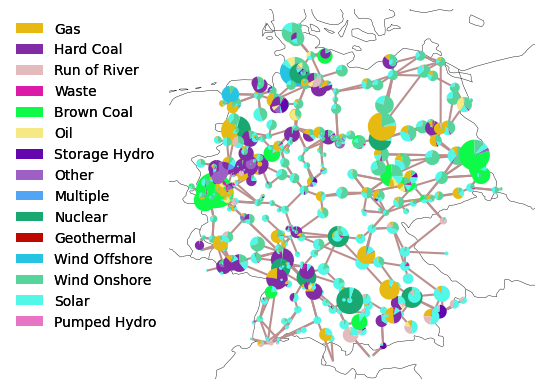 Gas
Hard Coal
Run of River
Waste
Brown Coal
Oil
Storage Hydro
Other
Multiple
Nuclear
Geothermal
Wind Offshore
Wind Onshore
Solar
Pumped Hydro